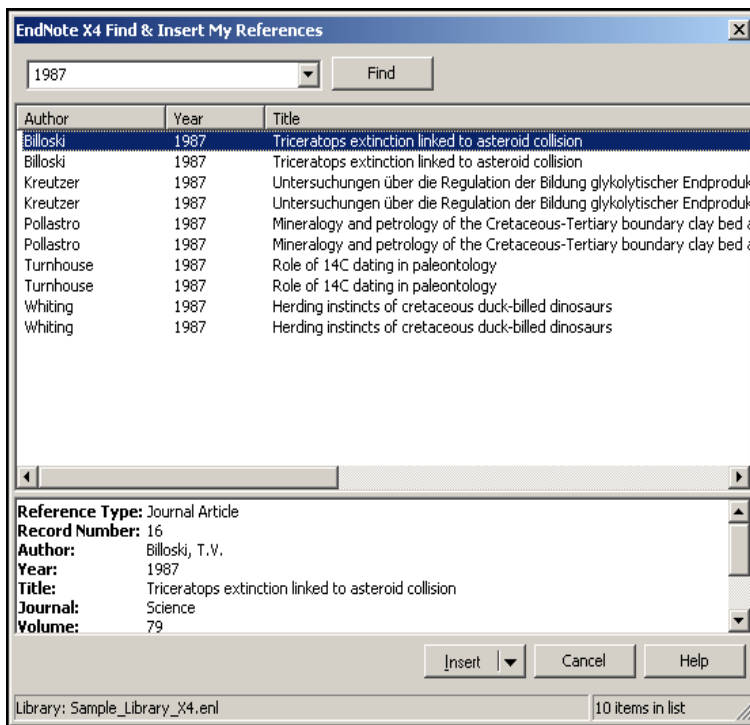 EndNote X4 Find & Insert My References
1987 Find
Author Year Title
Billoski 1987 Triceratops extinction linked to asteroid collision
Billoski 1987 Triceratops extinction linked to asteroid collision
Kreutzer 1987 Untersuchungen über die Regulation der Bildung glykolytischer Endproduk
Kreutzer 1987 Untersuchungen über die Regulation der Bildung glykolytischer Endproduk
Pollastro 1987 Mineralogy and petrology of the Cretaceous-Tertiary boundary clay bed a
Pollastro 1987 Mineralogy and petrology of the Cretaceous-Tertiary boundary clay bed a
Turnhouse 1987 Role of 14C dating in paleontology
Turnhouse 1987 Role of 14C dating in paleontology
Whiting 1987 Herding instincts of cretaceous duck-billed dinosaurs
Whiting 1987 Herding instincts of cretaceous duck-billed dinosaurs
Reference Type: Journal Article
Record Number: 16
Author: Billoski, T.V.
Year: 1987
Title: Triceratops extinction linked to asteroid collision
Journal: Science
Volume: 79
Insert Cancel Help
Library: Sample_Library_X4.enl 10 items in list